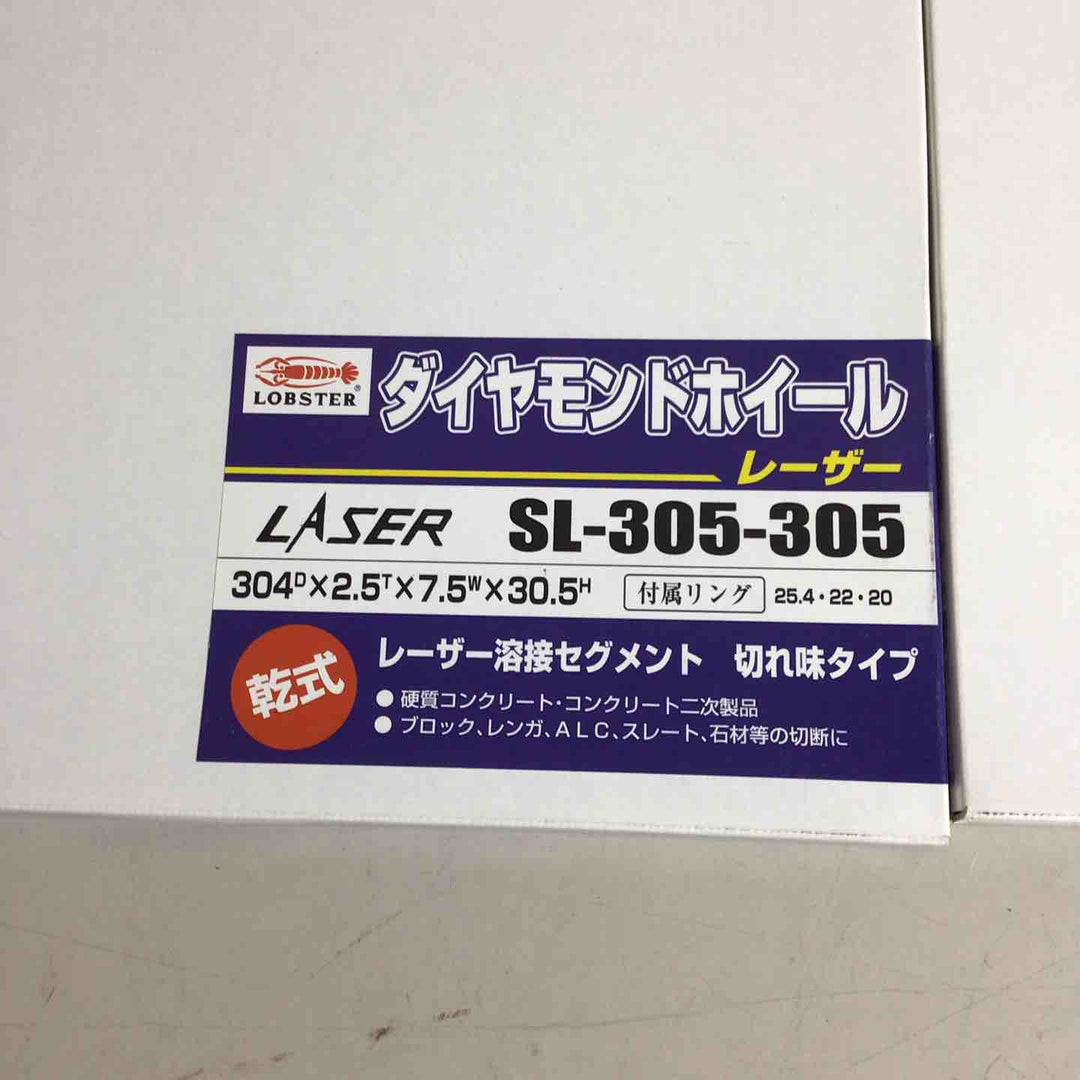 LOBSTER®
ダイヤモンドホイール
レーザー
LASER SL-305-305
304ᴰ×2.5ᵀ×7.5ᵂ×30.5ᴴ 付属リング 25.4・22・20
乾式
レーザー溶接セグメント 切れ味タイプ
●硬質コンクリート・コンクリート二次製品
●ブロック、レンガ、ALC、スレート、石材等の切断に